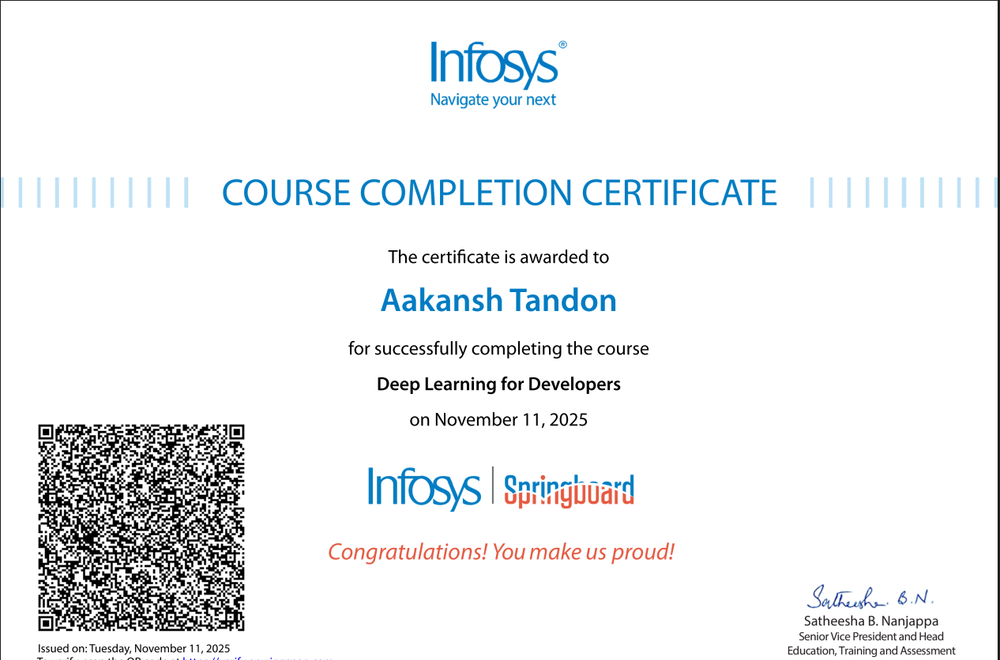 Infosys®
Navigate your next
COURSE COMPLETION CERTIFICATE
The certificate is awarded to
Aakansh Tandon
for successfully completing the course
Deep Learning for Developers
on November 11, 2025
Infosys | Springboard
Congratulations! You make us proud!
Satheesha B.N.
Satheesha B. Nanjappa
Senior Vice President and Head
Education, Training and Assessment
Issued on: Tuesday, November 11, 2025